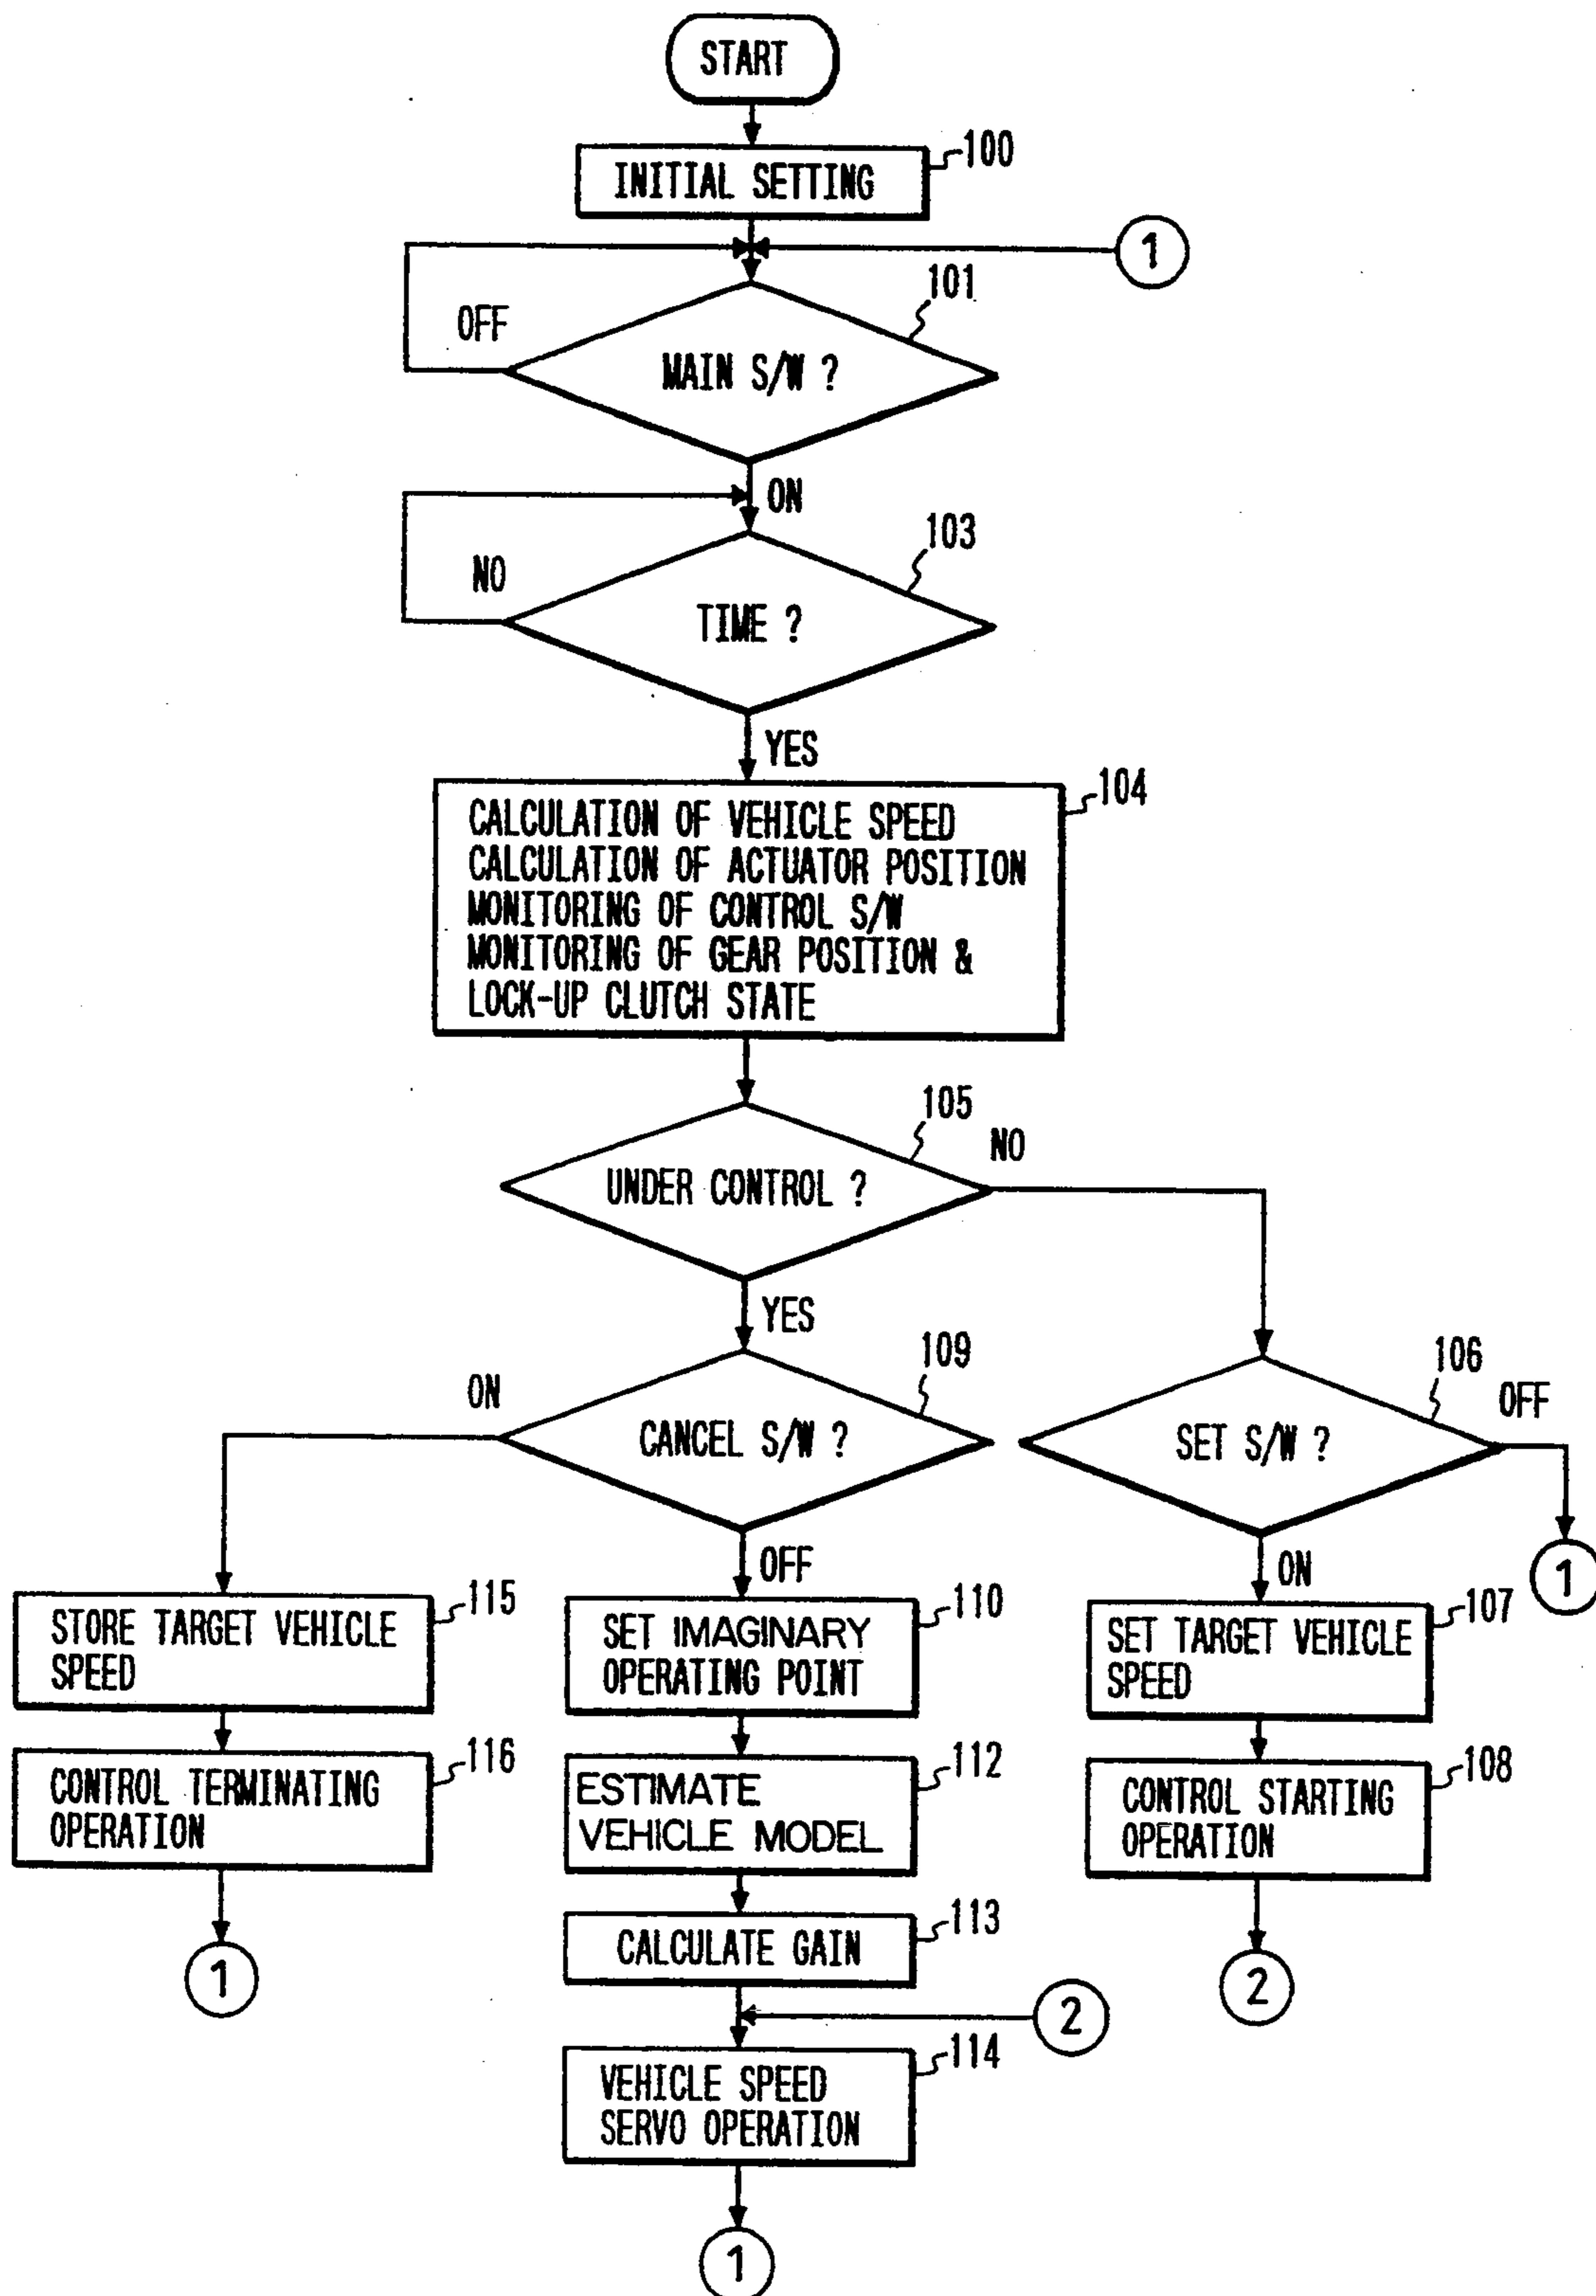 START
100
INITIAL SETTING
1
101
OFF
MAIN S/W ?
ON
103
NO
TIME ?
YES
104
CALCULATION OF VEHICLE SPEED
CALCULATION OF ACTUATOR POSITION
MONITORING OF CONTROL S/W
MONITORING OF GEAR POSITION &
LOCK-UP CLUTCH STATE
105
NO
UNDER CONTROL ?
YES
109
106
ON
OFF
CANCEL S/W ?
SET S/W ?
OFF
ON
1
115
STORE TARGET VEHICLE
SPEED
110
SET IMAGINARY
OPERATING POINT
107
SET TARGET VEHICLE
SPEED
116
CONTROL TERMINATING
OPERATION
112
ESTIMATE
VEHICLE MODEL
108
CONTROL STARTING
OPERATION
113
CALCULATE GAIN
1
2
2
114
VEHICLE SPEED
SERVO OPERATION
1